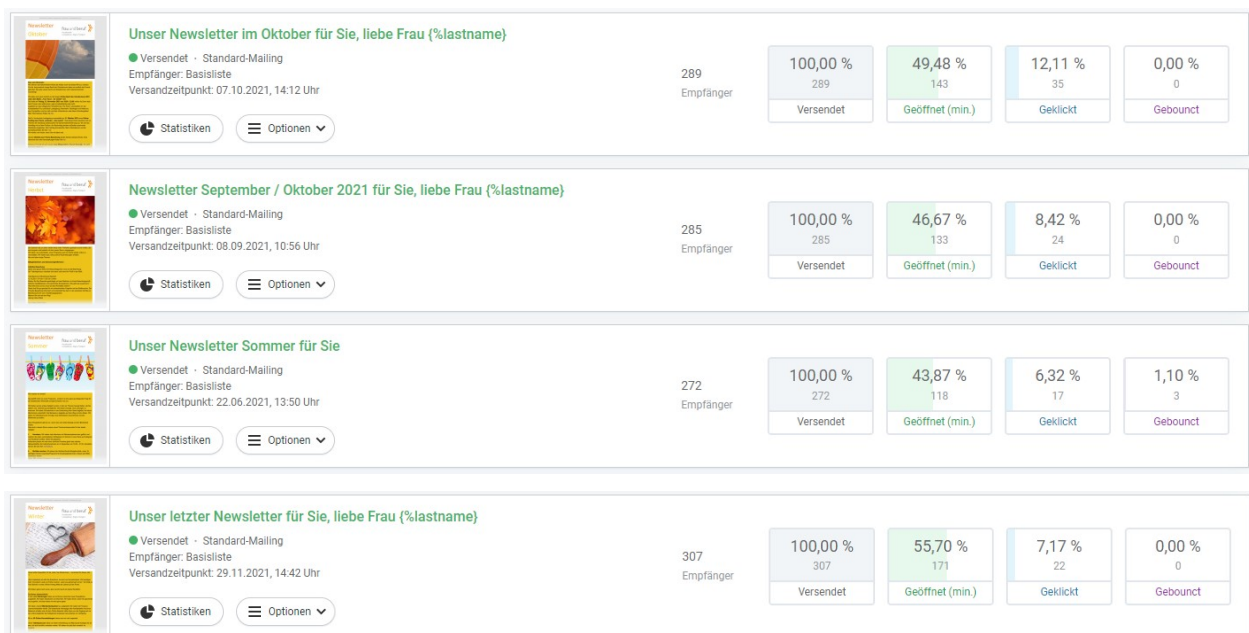 Newsletter
Unser Newsletter im Oktober für Sie, liebe Frau {%lastname}
Versendet · Standard-Mailing
Empfänger: Basisliste
Versandzeitpunkt: 07.10.2021, 14:12 Uhr
Statistiken
Optionen
289
Empfänger
100,00 %
289
Versendet
49,48 %
143
Geöffnet (min.)
12,11 %
35
Geklickt
0,00 %
0
Gebounct
Newsletter
Herbst
Newsletter September / Oktober 2021 für Sie, liebe Frau {%lastname}
Versendet · Standard-Mailing
Empfänger: Basisliste
Versandzeitpunkt: 08.09.2021, 10:56 Uhr
Statistiken
Optionen
285
Empfänger
100,00 %
285
Versendet
46,67 %
133
Geöffnet (min.)
8,42 %
24
Geklickt
0,00 %
0
Gebounct
Newsletter
Sommer
Unser Newsletter Sommer für Sie
Versendet · Standard-Mailing
Empfänger: Basisliste
Versandzeitpunkt: 22.06.2021, 13:50 Uhr
Statistiken
Optionen
272
Empfänger
100,00 %
272
Versendet
43,87 %
118
Geöffnet (min.)
6,32 %
17
Geklickt
1,10 %
3
Gebounct
Newsletter
Winter
Unser letzter Newsletter für Sie, liebe Frau {%lastname}
Versendet · Standard-Mailing
Empfänger: Basisliste
Versandzeitpunkt: 29.11.2021, 14:42 Uhr
Statistiken
Optionen
307
Empfänger
100,00 %
307
Versendet
55,70 %
171
Geöffnet (min.)
7,17 %
22
Geklickt
0,00 %
0
Gebounct